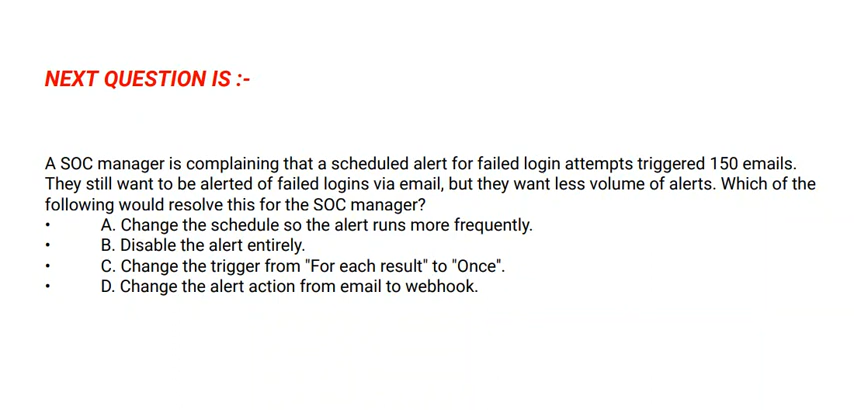 NEXT QUESTION IS :-
A SOC manager is complaining that a scheduled alert for failed login attempts triggered 150 emails.
They still want to be alerted of failed logins via email, but they want less volume of alerts. Which of the
following would resolve this for the SOC manager?
• A. Change the schedule so the alert runs more frequently.
• B. Disable the alert entirely.
• C. Change the trigger from "For each result" to "Once".
• D. Change the alert action from email to webhook.